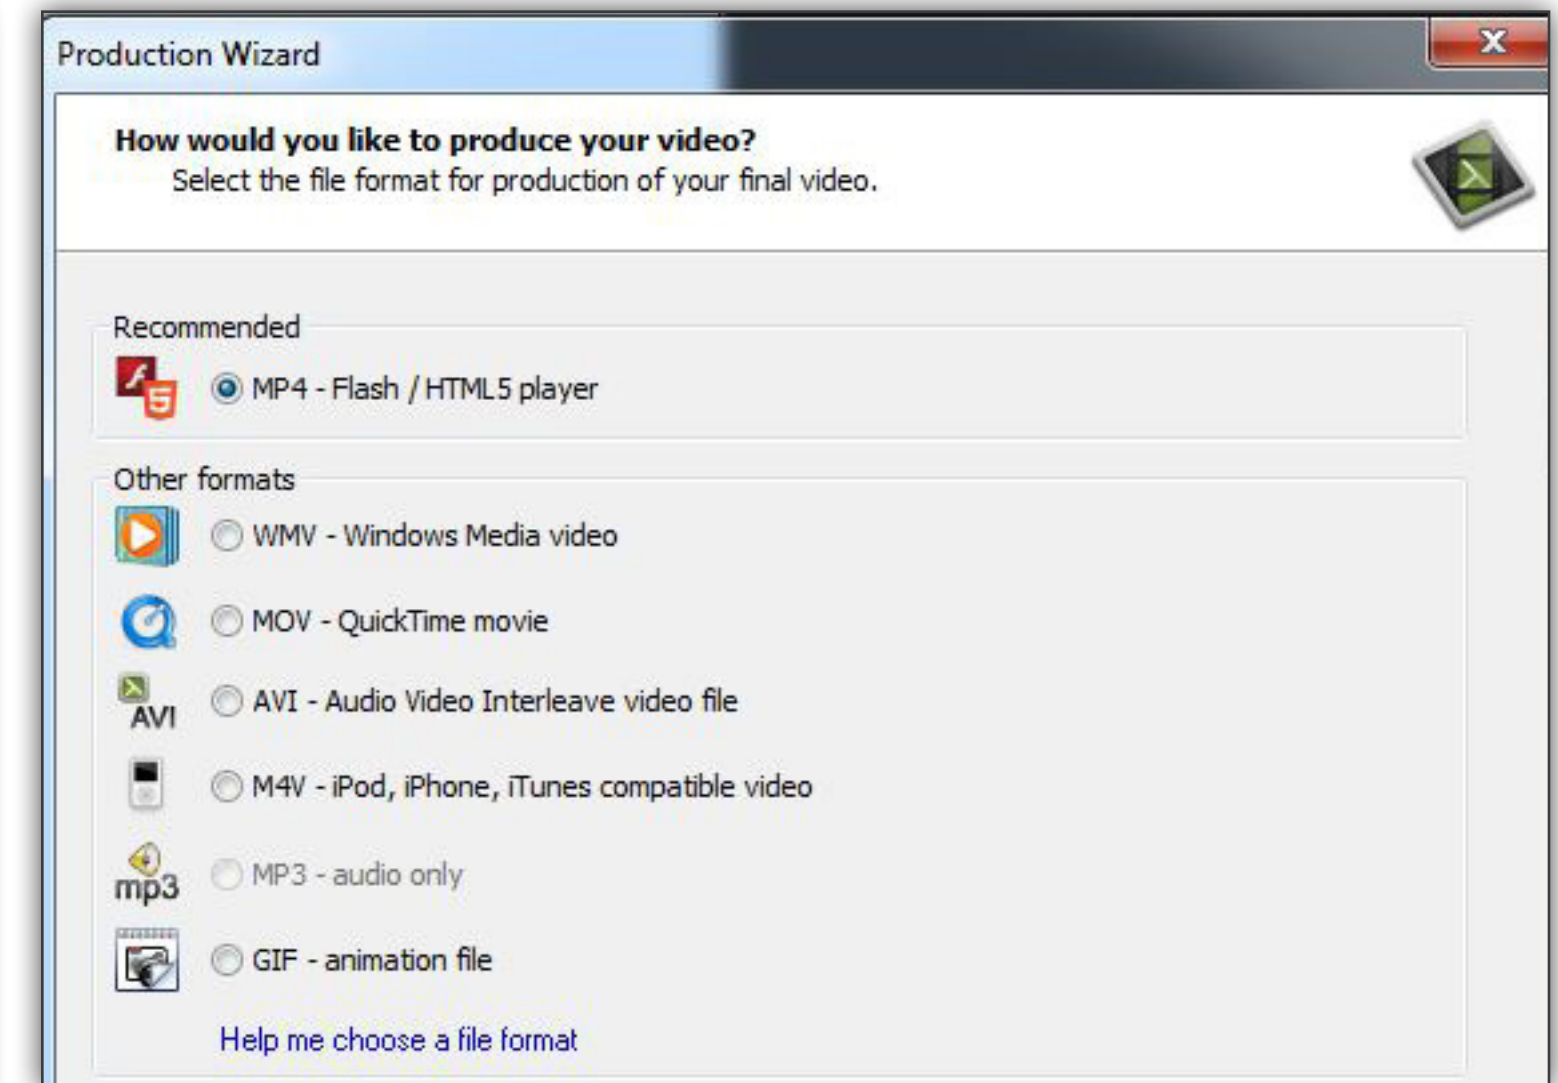 Production Wizard
How would you like to produce your video?
Select the file format for production of your final video.
Recommended
MP4 - Flash / HTML5 player
Other formats
WMV - Windows Media video
MOV - QuickTime movie
AVI
AVI - Audio Video Interleave video file
M4V - iPod, iPhone, iTunes compatible video
mp3
MP3 - audio only
GIF - animation file
Help me choose a file format